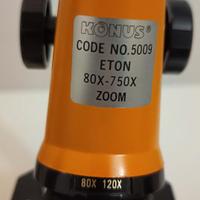 KONUS®
CODE NO.5009
ETON
80X-750X
ZOOM
80X 120X